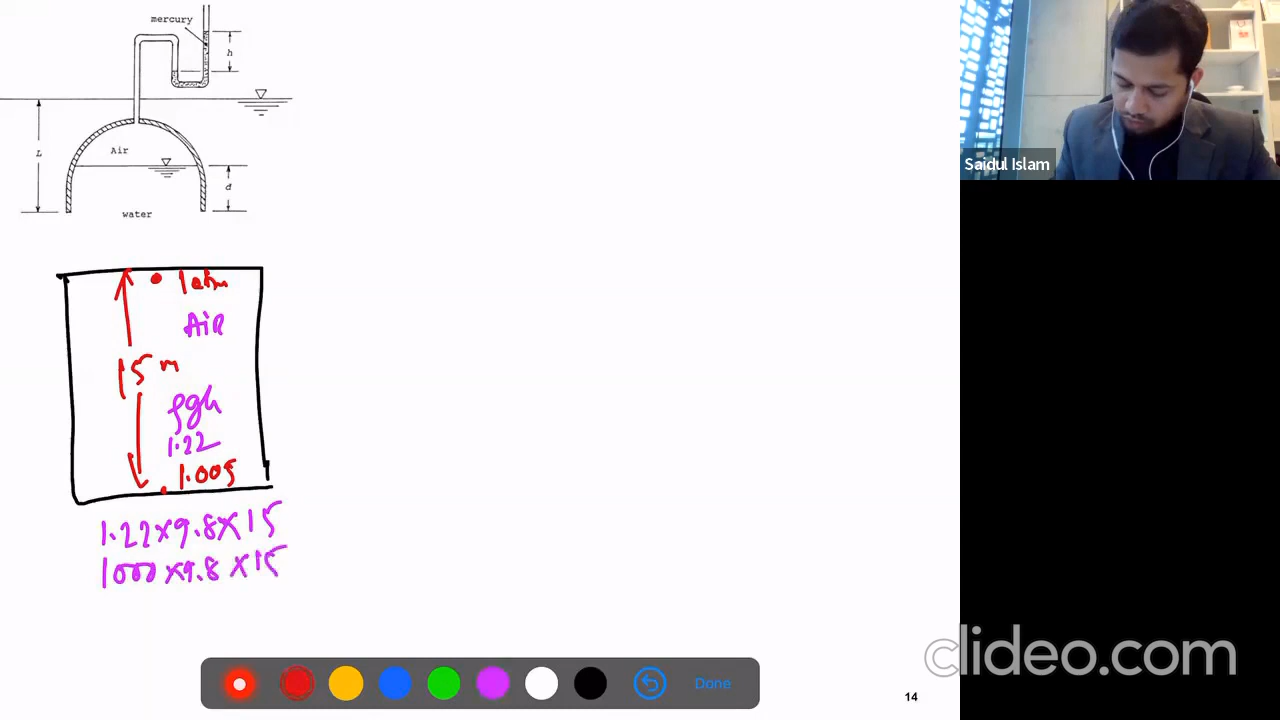 mercury
h
Air
L
d
water
1 atm
AiR
15 m
ρgh
1.22
1.005
1.22×9.8×15
1000×9.8×15
Done
14
Saidul Islam
clideo.com